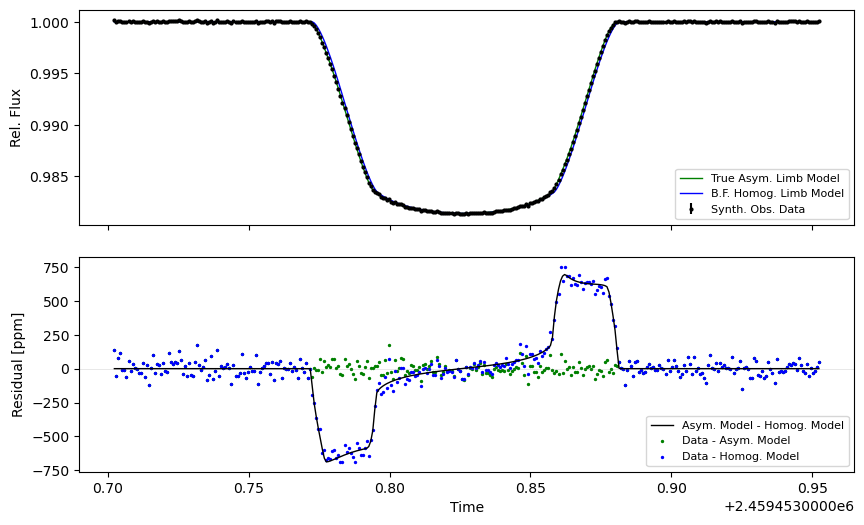 1.000
0.995
0.990
0.985
Rel. Flux
True Asym. Limb Model
B.F. Homog. Limb Model
Synth. Obs. Data
750
500
250
0
−250
−500
−750
Residual [ppm]
Asym. Model - Homog. Model
Data - Asym. Model
Data - Homog. Model
0.70 0.75 0.80 0.85 0.90 0.95
Time
+2.4594530000e6